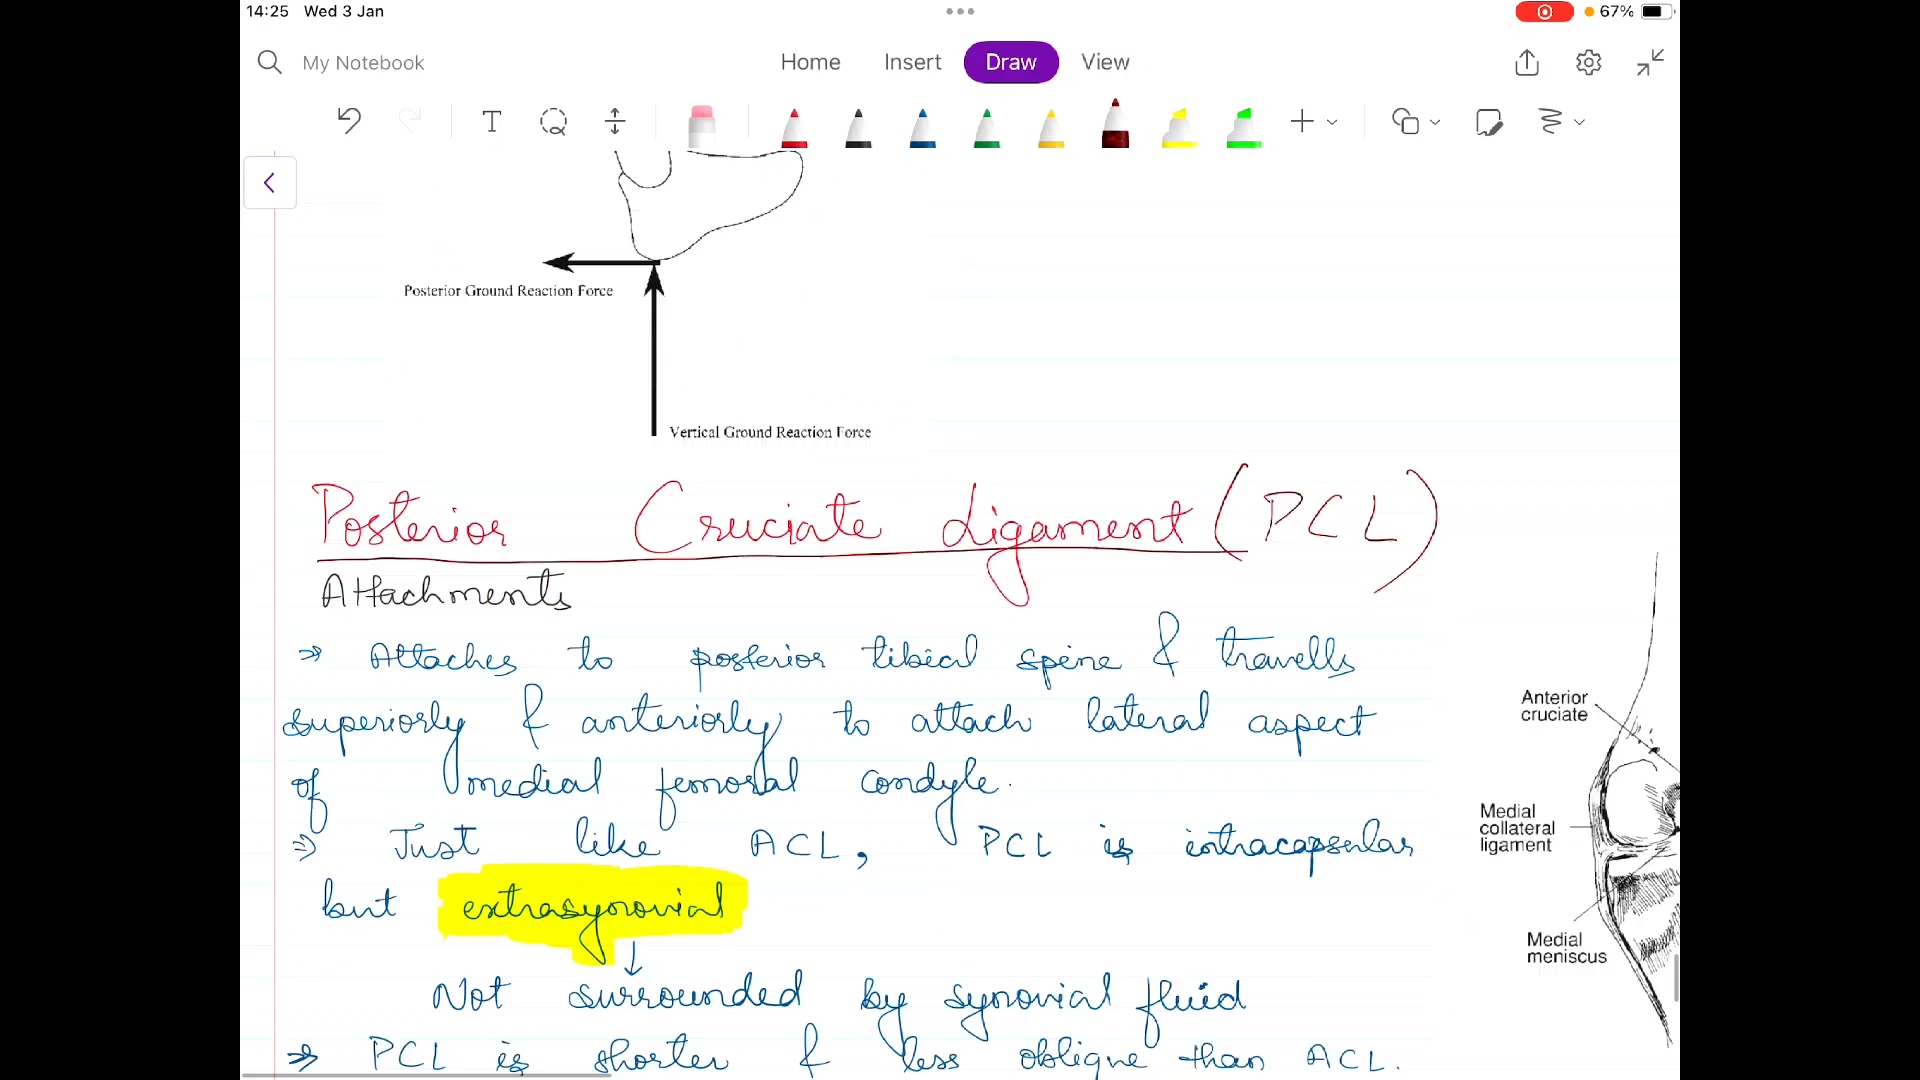 14:25 Wed 3 Jan
67%
My Notebook
Home Insert Draw View
T
Posterior Ground Reaction Force
Vertical Ground Reaction Force
Posterior Cruciate Ligament (PCL)
Attachments
⇒ Attaches to posterior tibial spine & travells
superiorly & anteriorly to attach lateral aspect
of medial femoral condyle.
⇒ Just like ACL, PCL is intracapsular
but extrasynovial
↓
Not surrounded by synovial fluid
⇒ PCL is shorter & less oblique than ACL.
Anterior
cruciate
Medial
collateral
ligament
Medial
meniscus